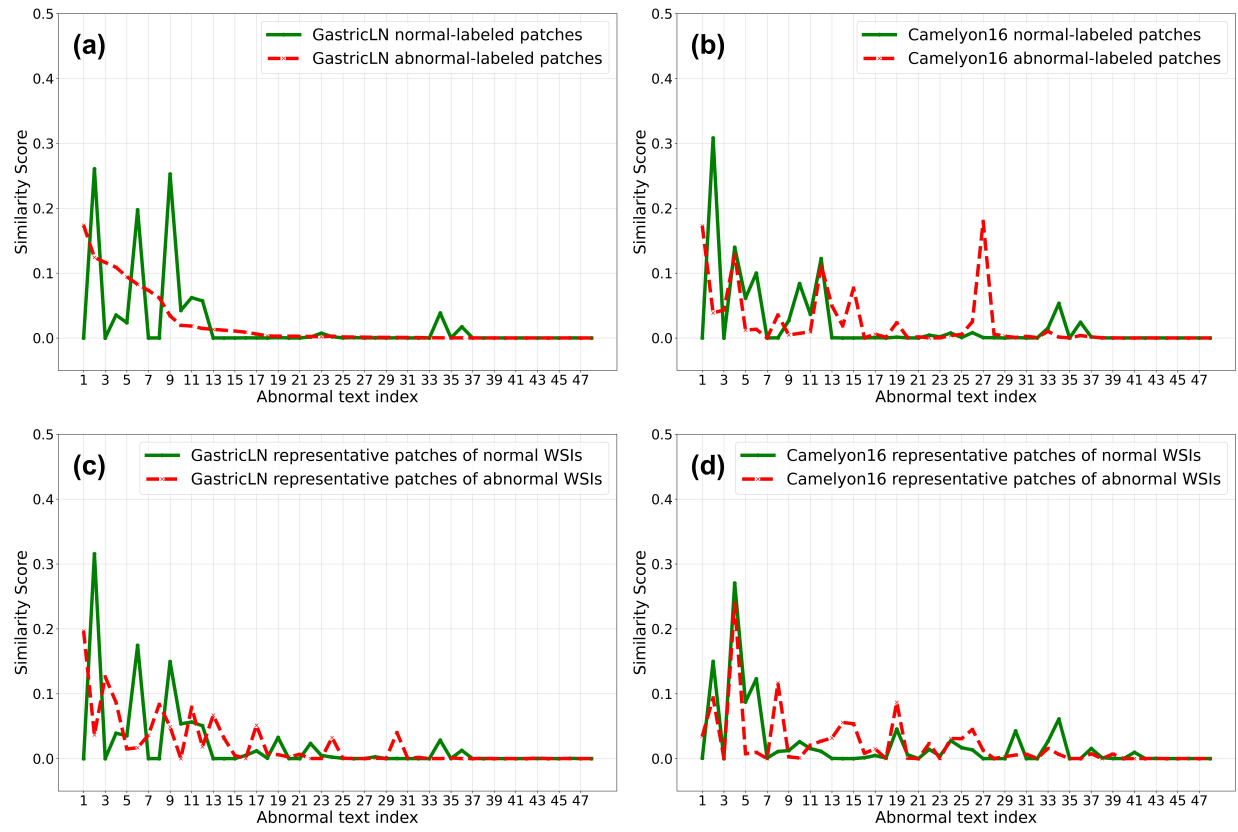 (a)
GastricLN normal-labeled patches
GastricLN abnormal-labeled patches
0.5
0.4
0.3
0.2
0.1
0.0
Similarity Score
1 3 5 7 9 11 13 15 17 19 21 23 25 27 29 31 33 35 37 39 41 43 45 47
Abnormal text index
(b)
Camelyon16 normal-labeled patches
Camelyon16 abnormal-labeled patches
0.5
0.4
0.3
0.2
0.1
0.0
Similarity Score
1 3 5 7 9 11 13 15 17 19 21 23 25 27 29 31 33 35 37 39 41 43 45 47
Abnormal text index
(c)
GastricLN representative patches of normal WSIs
GastricLN representative patches of abnormal WSIs
0.5
0.4
0.3
0.2
0.1
0.0
Similarity Score
1 3 5 7 9 11 13 15 17 19 21 23 25 27 29 31 33 35 37 39 41 43 45 47
Abnormal text index
(d)
Camelyon16 representative patches of normal WSIs
Camelyon16 representative patches of abnormal WSIs
0.5
0.4
0.3
0.2
0.1
0.0
Similarity Score
1 3 5 7 9 11 13 15 17 19 21 23 25 27 29 31 33 35 37 39 41 43 45 47
Abnormal text index